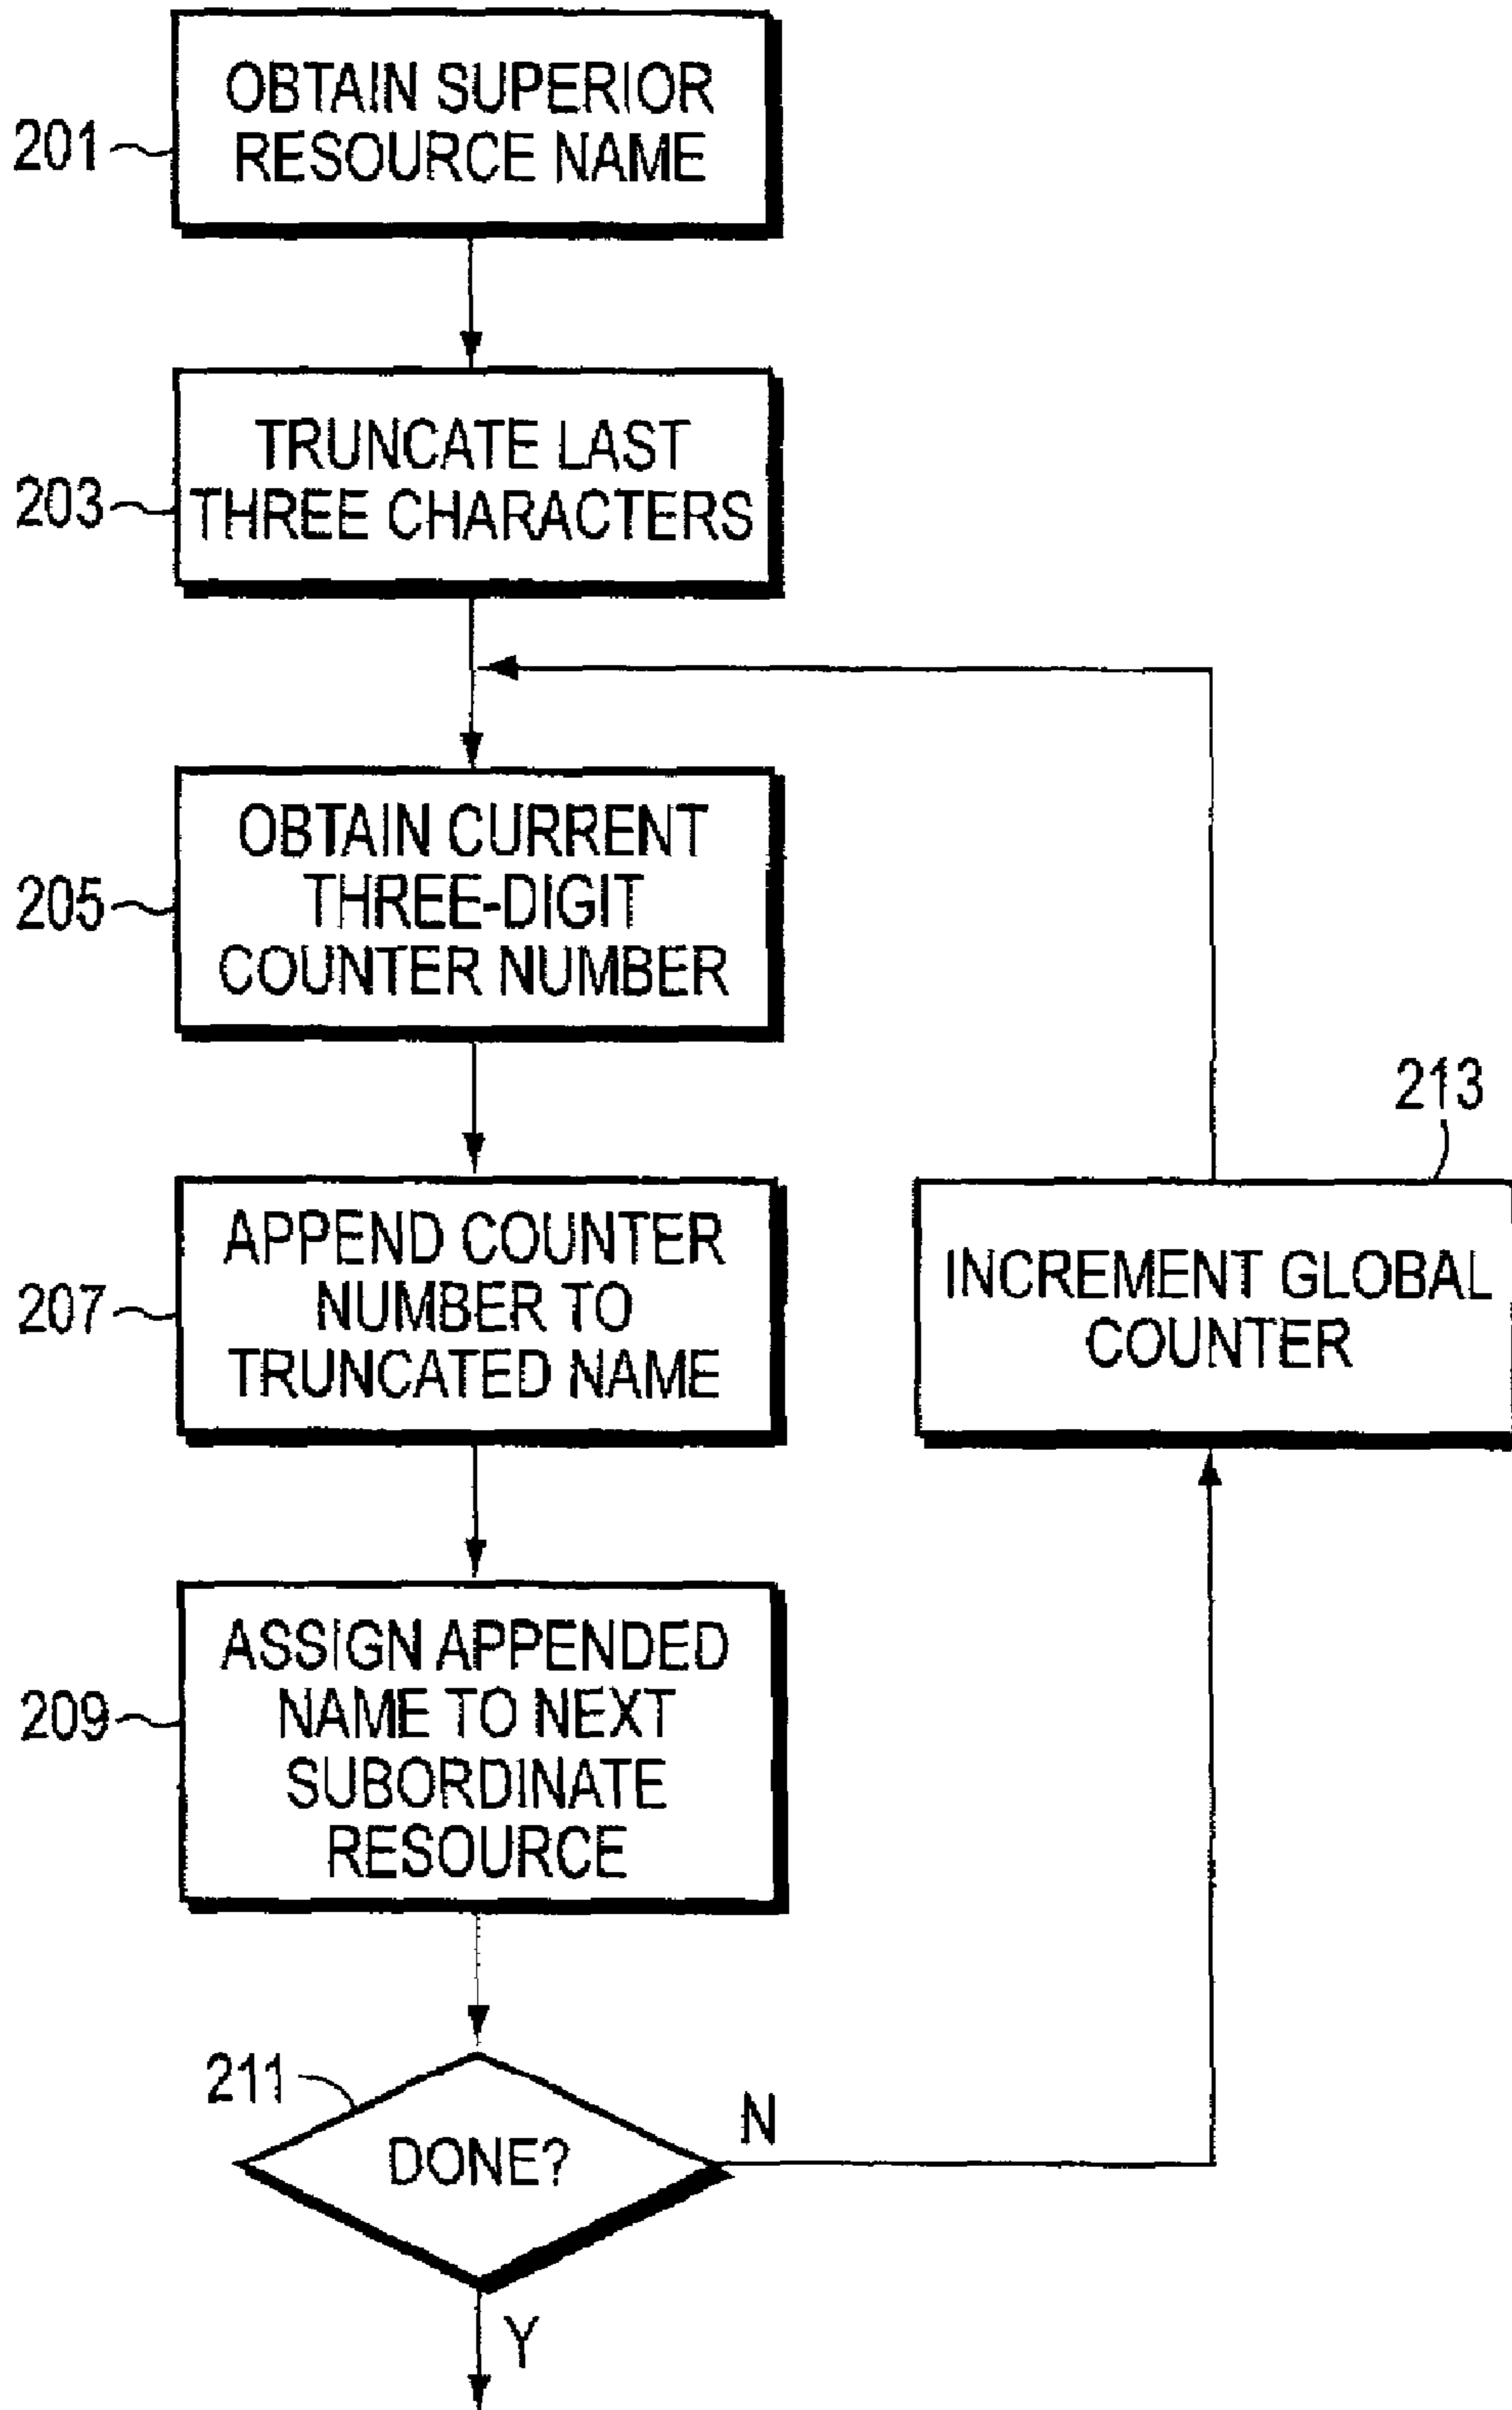 OBTAIN SUPERIOR
RESOURCE NAME
201
TRUNCATE LAST
THREE CHARACTERS
203
OBTAIN CURRENT
THREE-DIGIT
COUNTER NUMBER
205
213
APPEND COUNTER
NUMBER TO
TRUNCATED NAME
207
INCREMENT GLOBAL
COUNTER
ASSIGN APPENDED
NAME TO NEXT
SUBORDINATE
RESOURCE
209
211
DONE?
N
Y